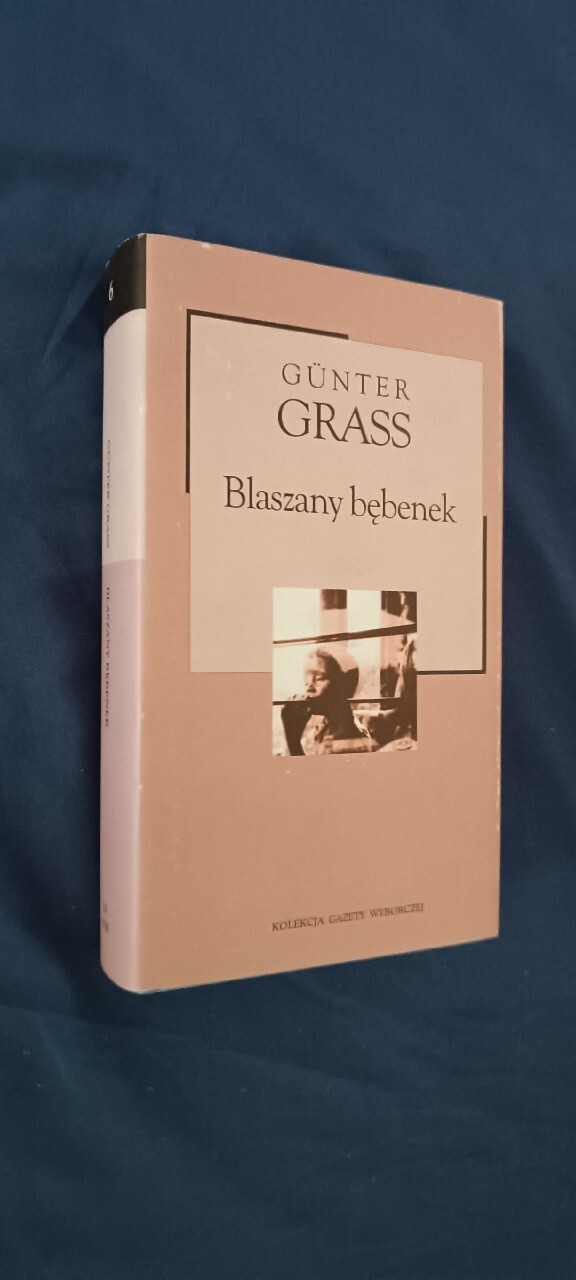 6
GÜNTER GRASS
BLASZANY BĘBENEK
GÜNTER
GRASS
Blaszany bębenek
KOLEKCJA GAZETY WYBORCZEJ